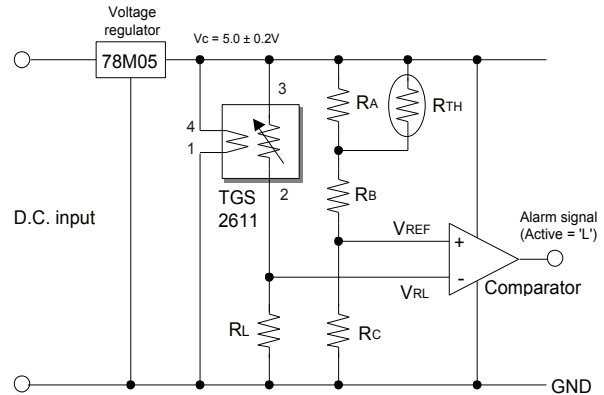 Voltage
regulator
78M05
Vc = 5.0 ± 0.2V
3
4
1
2
TGS
2611
RA
RTH
RB
D.C. input
VREF
+
-
VRL
Alarm signal
(Active = 'L')
Comparator
RL
RC
GND